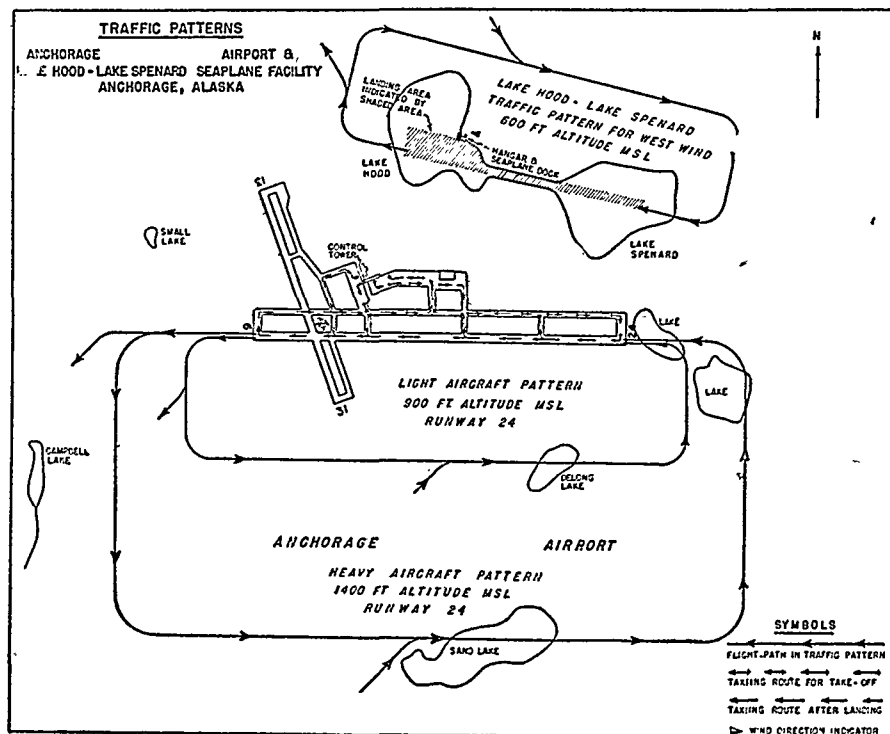 TRAFFIC PATTERNS
ANCHORAGE AIRPORT &
HOOD-LAKE SPENARD SEAPLANE FACILITY
ANCHORAGE, ALASKA
N
LANDING AREA
INDICATED BY
SHADED AREA
LAKE HOOD - LAKE SPENARD
TRAFFIC PATTERN FOR WEST WIND
600 FT ALTITUDE MSL
HANGAR &
SEAPLANE DOCK
LAKE
HOOD
LAKE
SPENARD
13
SMALL
LAKE
CONTROL
TOWER
6
24
LAKE
LAKE
LIGHT AIRCRAFT PATTERN
900 FT ALTITUDE MSL
RUNWAY 24
31
CAMPCELL
LAKE
DELONG
LAKE
ANCHORAGE AIRPORT
HEAVY AIRCRAFT PATTERN
1400 FT ALTITUDE MSL
RUNWAY 24
SAND LAKE
SYMBOLS
FLIGHT-PATH IN TRAFFIC PATTERN
TAXIING ROUTE FOR TAKE-OFF
TAXIING ROUTE AFTER LANDING
WIND DIRECTION INDICATOR